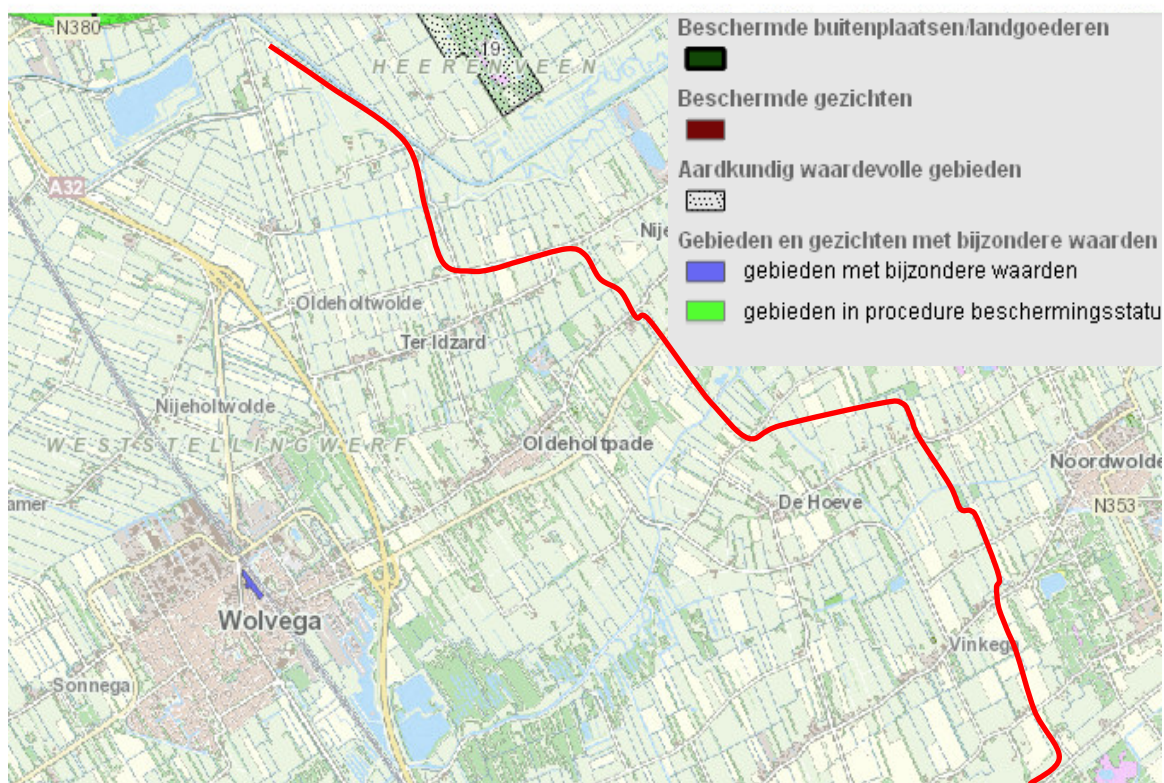 N380
19
HEERENVEEN
A32
Nije
Oldeholtwolde
Ter Idzard
Nijeholtwolde
WESTSTELLINGWERF
Oldeholtpade
Noordwolde
amer
De Hoeve
N353
Wolvega
Vinkega
Sonnega
Beschermde buitenplaatsen/landgoederen
Beschermde gezichten
Aardkundig waardevolle gebieden
Gebieden en gezichten met bijzondere waarden
gebieden met bijzondere waarden
gebieden in procedure beschermingsstatu